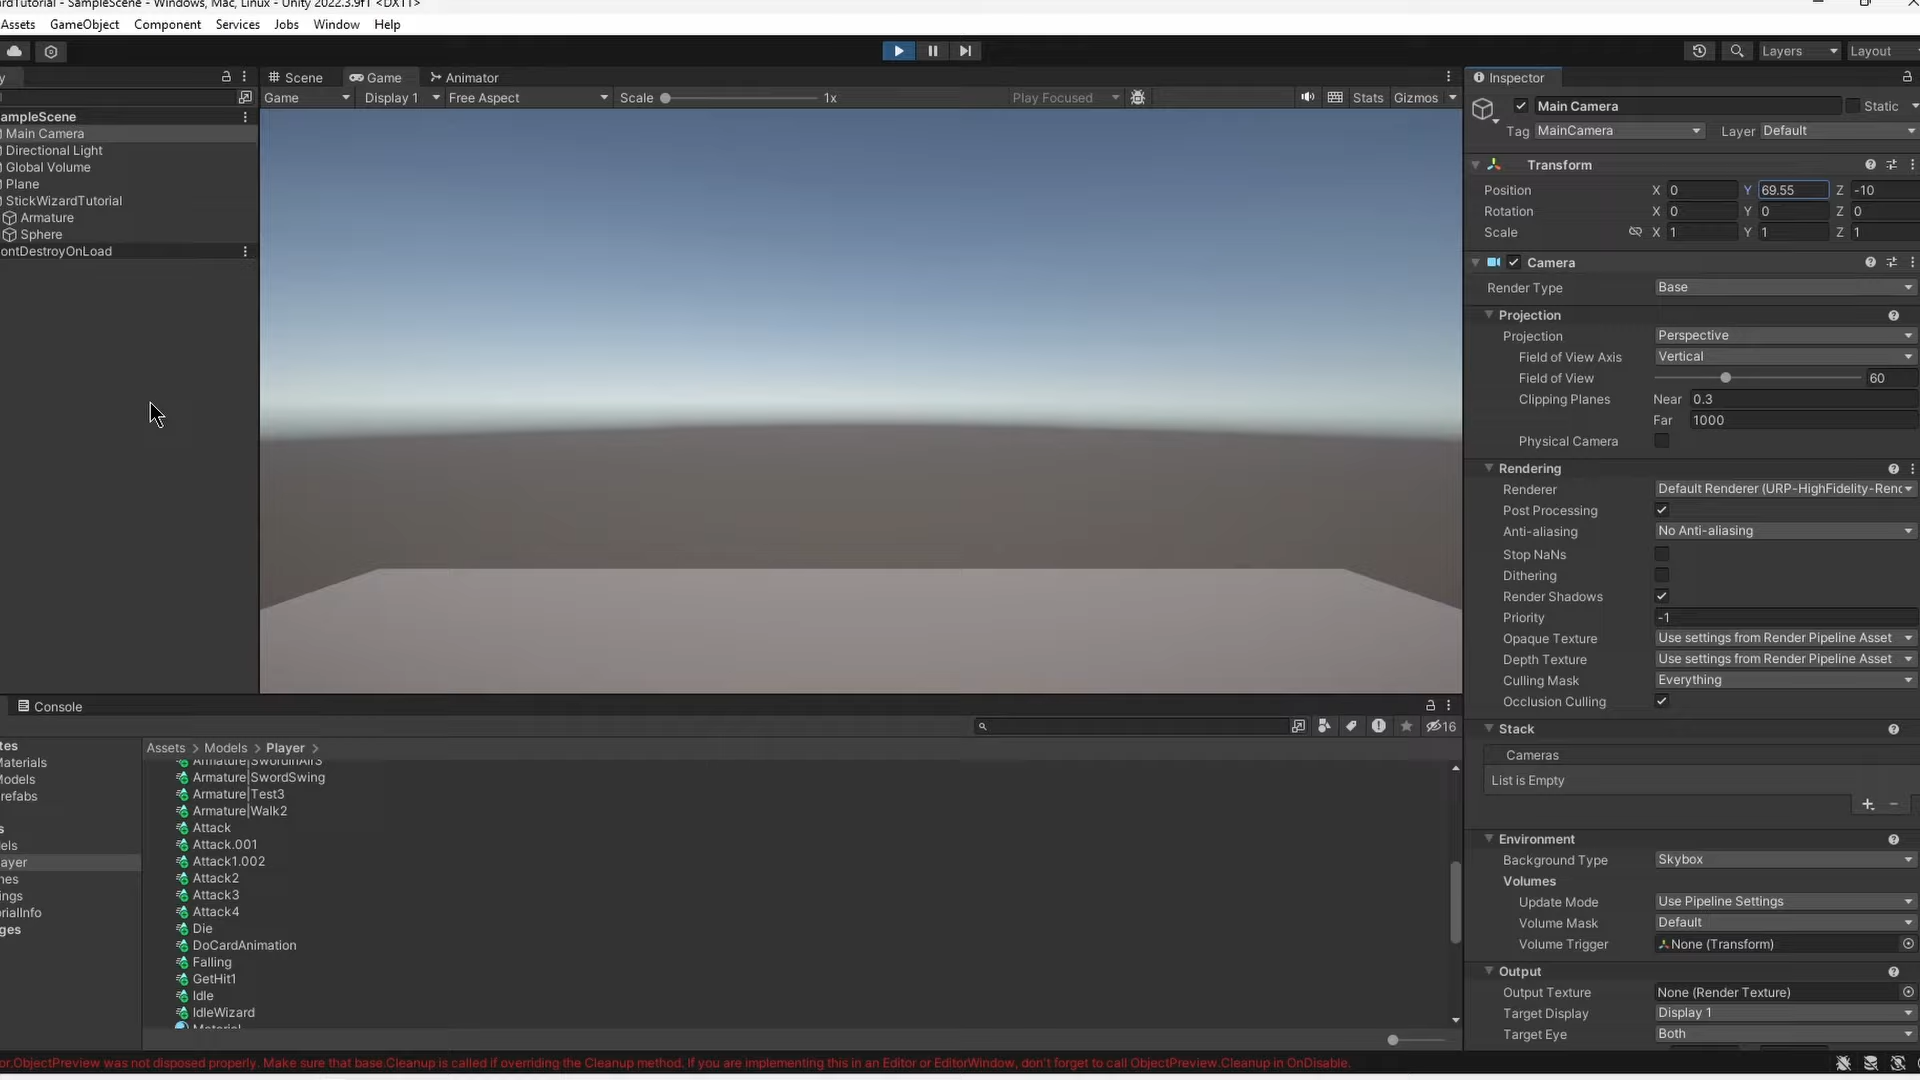 rdTutorial - SampleScene - Windows, Mac, Linux - Unity 2022.3.9f1 <DX11>
Assets GameObject Component Services Jobs Window Help
Layers Layout
y Scene Game Animator Inspector
Game Display 1 Free Aspect Scale 1x Play Focused Stats Gizmos
ampleScene
Main Camera
Directional Light
Global Volume
Plane
StickWizardTutorial
Armature
Sphere
ontDestroyOnLoad
Main Camera Static
Tag MainCamera Layer Default
Transform
Position X 0 Y 69.55 Z -10
Rotation X 0 Y 0 Z 0
Scale X 1 Y 1 Z 1
Camera
Render Type Base
Projection
Projection Perspective
Field of View Axis Vertical
Field of View 60
Clipping Planes Near 0.3
Far 1000
Physical Camera
Rendering
Renderer Default Renderer (URP-HighFidelity-Renc
Post Processing
Anti-aliasing No Anti-aliasing
Stop NaNs
Dithering
Render Shadows
Priority -1
Opaque Texture Use settings from Render Pipeline Asset
Depth Texture Use settings from Render Pipeline Asset
Culling Mask Everything
Occlusion Culling
Stack
Cameras
List is Empty
+ -
Environment
Background Type Skybox
Volumes
Update Mode Use Pipeline Settings
Volume Mask Default
Volume Trigger None (Transform)
Output
Output Texture None (Render Texture)
Target Display Display 1
Target Eye Both
Console
16
tes
Materials
Models
refabs
s
els
ayer
nes
ings
orialInfo
ges
Assets > Models > Player >
Armature|SwordInAir3
Armature|SwordSwing
Armature|Test3
Armature|Walk2
Attack
Attack.001
Attack1.002
Attack2
Attack3
Attack4
Die
DoCardAnimation
Falling
GetHit1
Idle
IdleWizard
Material
or.ObjectPreview was not disposed properly. Make sure that base.Cleanup is called if overriding the Cleanup method. If you are implementing this in an Editor or EditorWindow, don't forget to call ObjectPreview.Cleanup in OnDisable.